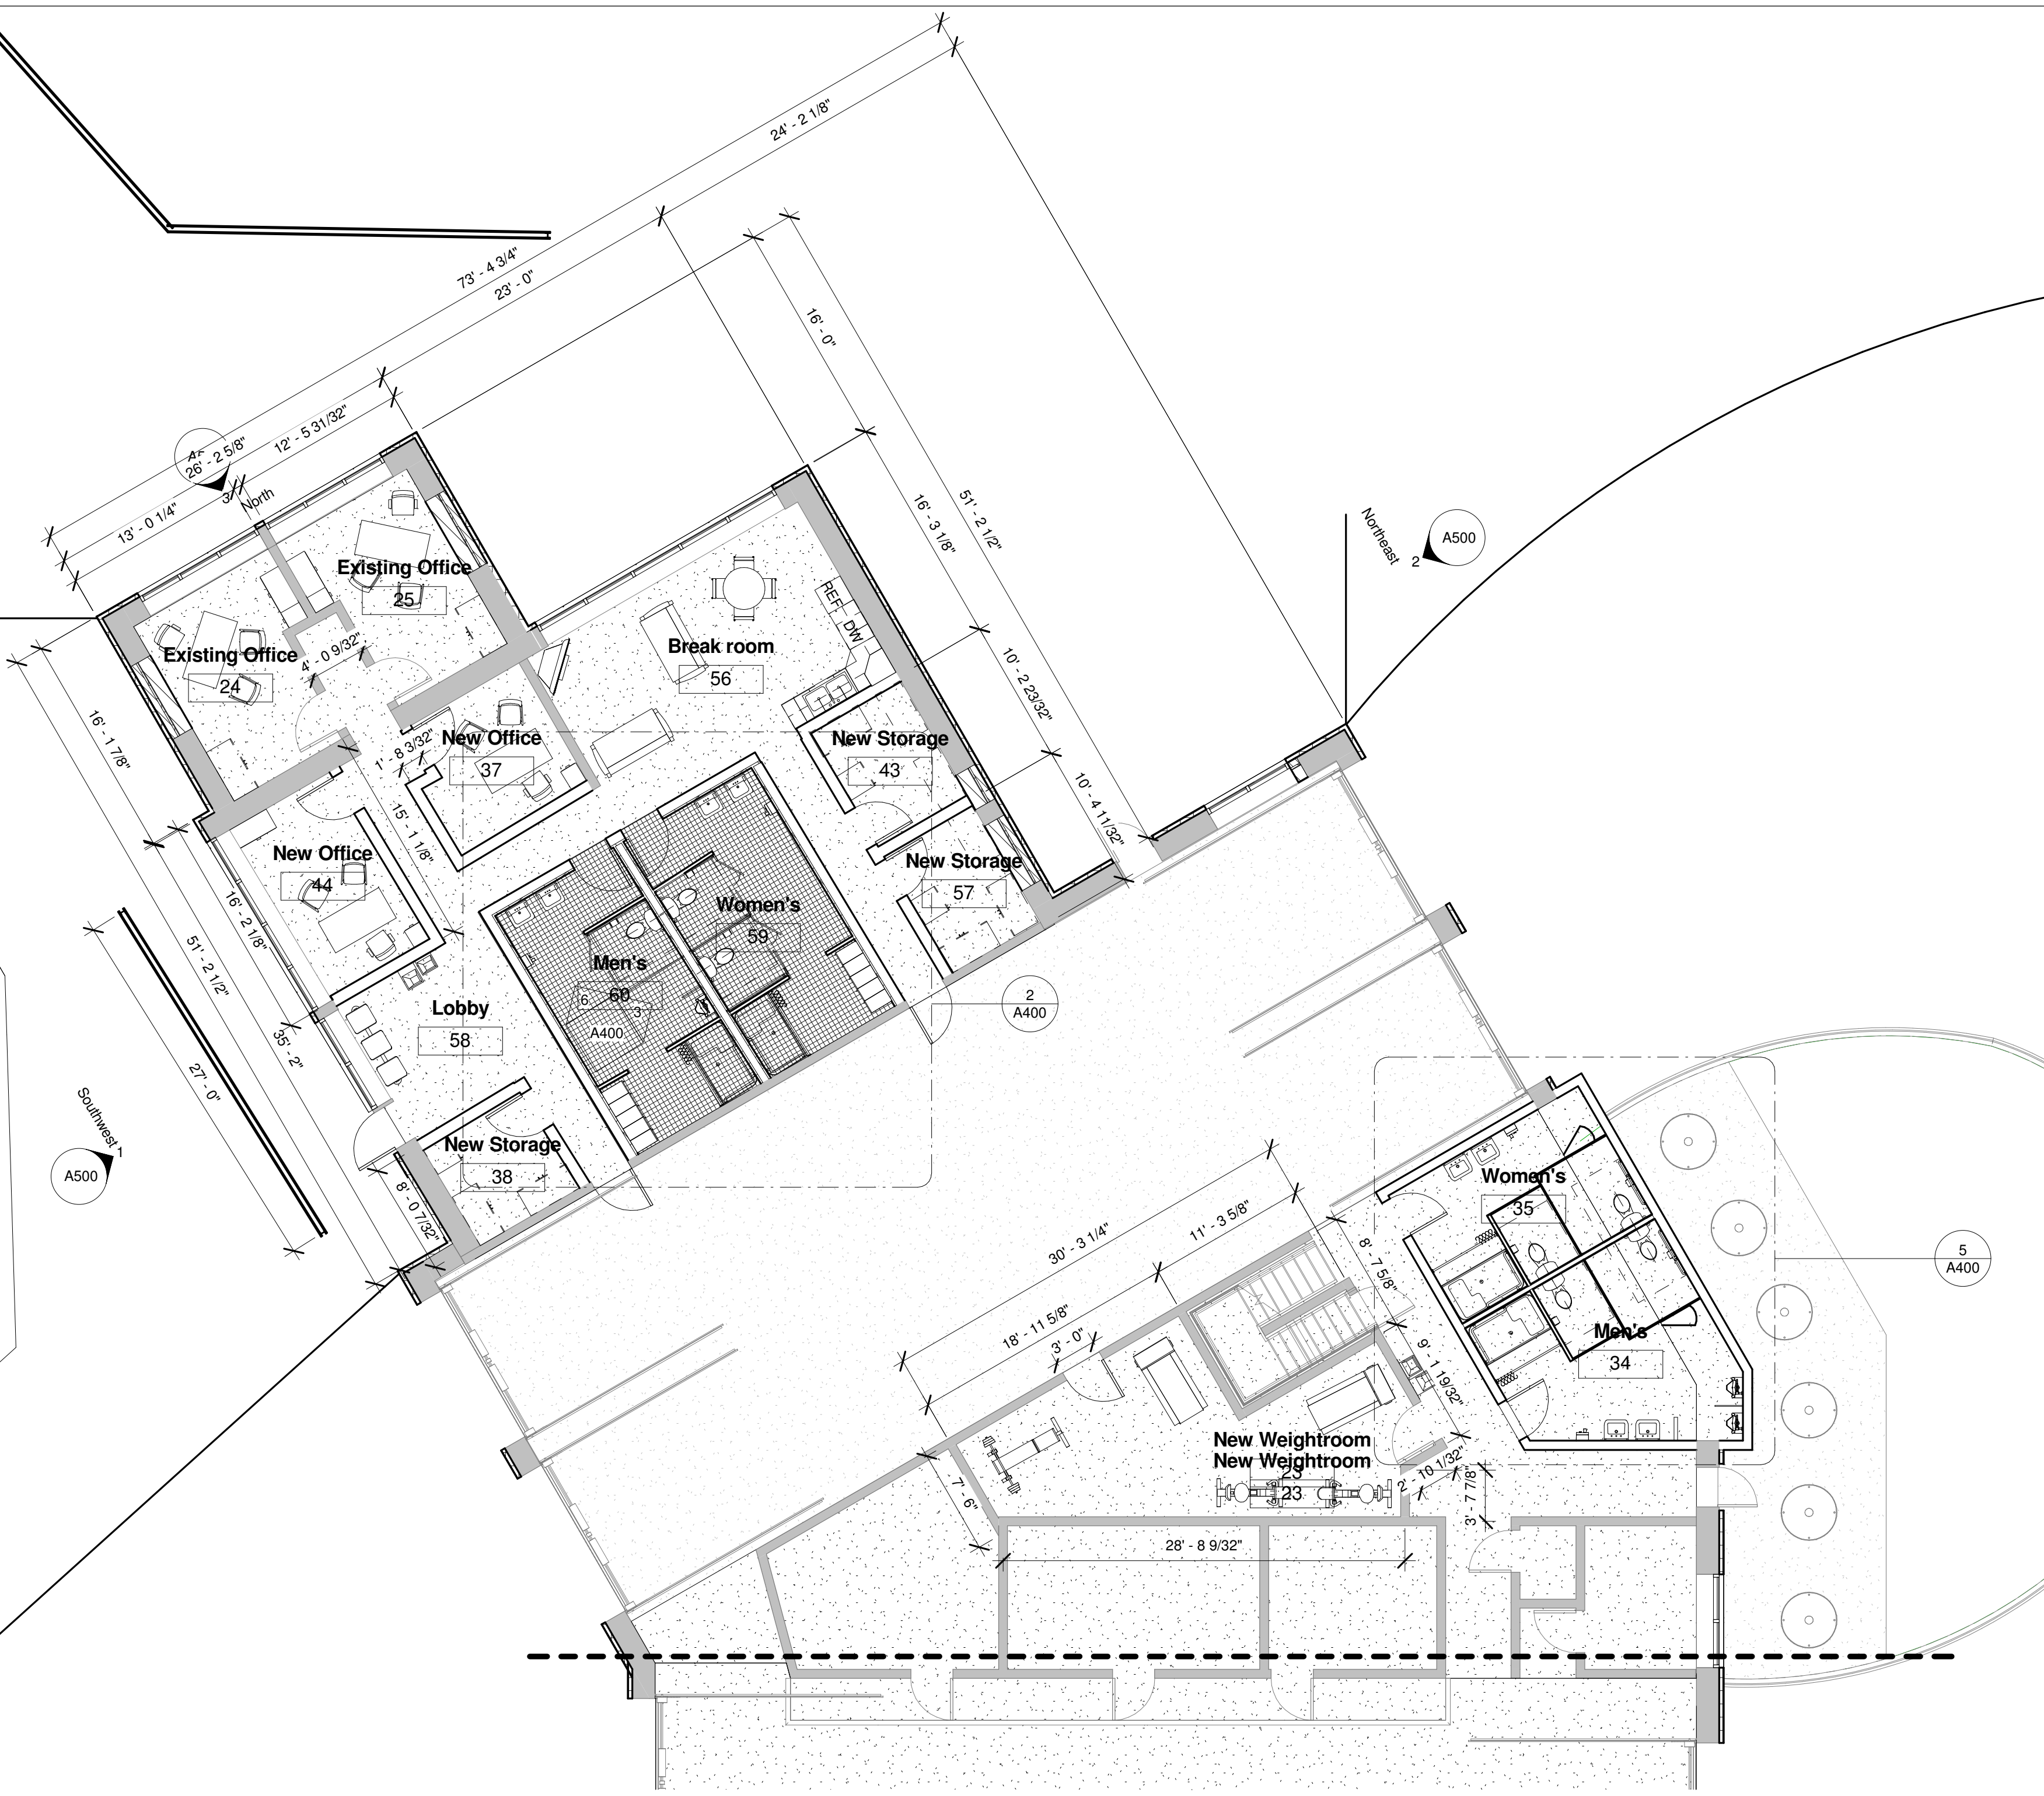 24' - 2 1/8"
73' - 4 3/4"
23' - 0"
16' - 0"
12' - 5 31/32"
26' - 2 5/8"
3
North
13' - 0 1/4"
51' - 2 1/2"
16' - 3 1/8"
Northeast
2
A500
Existing Office
25
REF.
DW
Break room
56
Existing Office
24
4' - 0 9/32"
10' - 2 23/32"
16' - 1 7/8"
1' - 8 3/32"
New Office
37
New Storage
43
15' - 1 1/8"
10' - 4 11/32"
New Office
44
New Storage
57
16' - 2 1/8"
51' - 2 1/2"
Women's
59
Men's
60
6
3
A400
2
A400
Lobby
58
35' - 2"
27' - 0"
Southwest
1
A500
New Storage
38
8' - 0 7/32"
Women's
35
30' - 3 1/4"
11' - 3 5/8"
8' - 7 5/8"
5
A400
18' - 11 5/8"
3' - 0"
Men's
34
9' - 1 19/32"
New Weightroom
New Weightroom
23
23
2' - 10 1/32"
7' - 6"
3' - 7 7/8"
28' - 8 9/32"